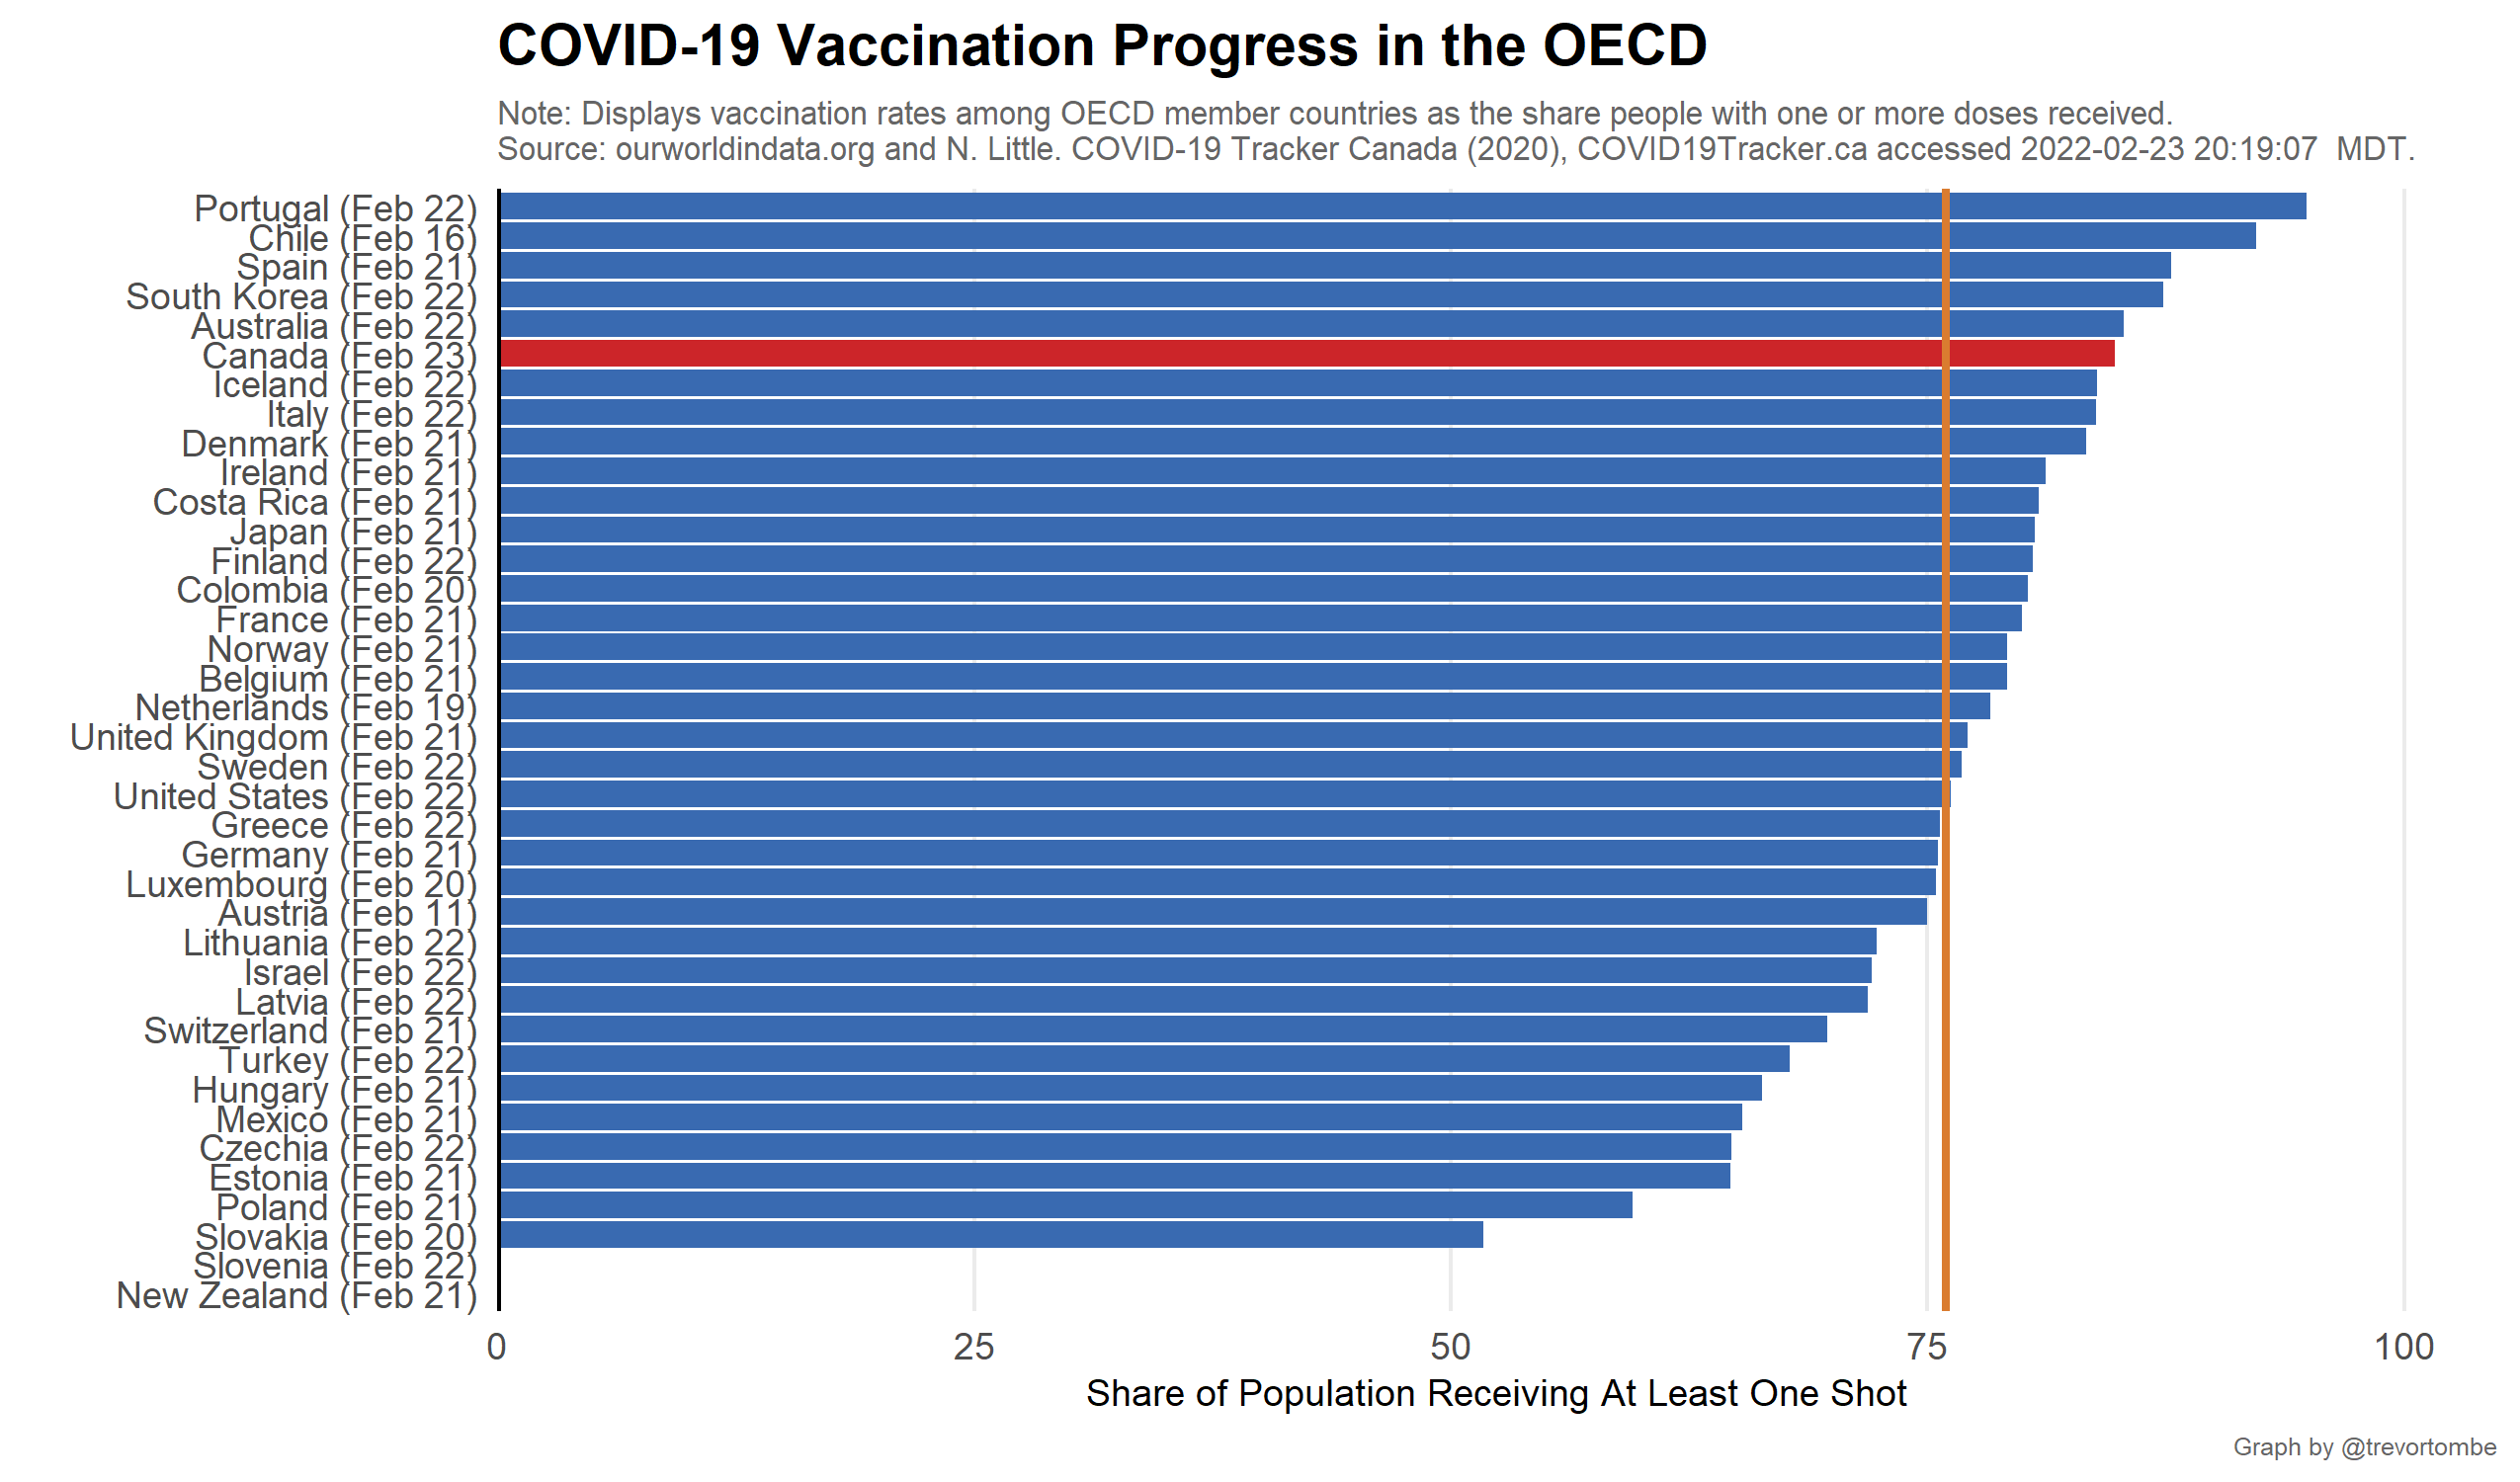 COVID-19 Vaccination Progress in the OECD
Note: Displays vaccination rates among OECD member countries as the share people with one or more doses received.
Source: ourworldindata.org and N. Little. COVID-19 Tracker Canada (2020), COVID19Tracker.ca accessed 2022-02-23 20:19:07  MDT.
Portugal (Feb 22)
Chile (Feb 16)
Spain (Feb 21)
South Korea (Feb 22)
Australia (Feb 22)
Canada (Feb 23)
Iceland (Feb 22)
Italy (Feb 22)
Denmark (Feb 21)
Ireland (Feb 21)
Costa Rica (Feb 21)
Japan (Feb 21)
Finland (Feb 22)
Colombia (Feb 20)
France (Feb 21)
Norway (Feb 21)
Belgium (Feb 21)
Netherlands (Feb 19)
United Kingdom (Feb 21)
Sweden (Feb 22)
United States (Feb 22)
Greece (Feb 22)
Germany (Feb 21)
Luxembourg (Feb 20)
Austria (Feb 11)
Lithuania (Feb 22)
Israel (Feb 22)
Latvia (Feb 22)
Switzerland (Feb 21)
Turkey (Feb 22)
Hungary (Feb 21)
Mexico (Feb 21)
Czechia (Feb 22)
Estonia (Feb 21)
Poland (Feb 21)
Slovakia (Feb 20)
Slovenia (Feb 22)
New Zealand (Feb 21)
0 25 50 75 100
Share of Population Receiving At Least One Shot
Graph by @trevortombe